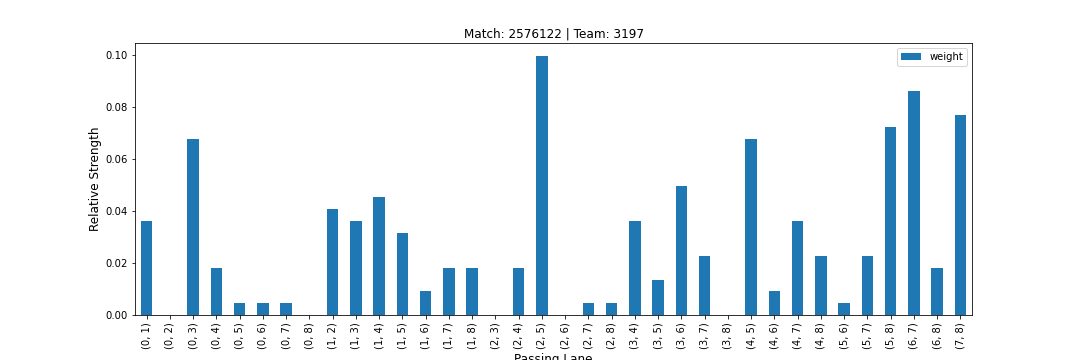 Match: 2576122 | Team: 3197
weight
Relative Strength
0.10
0.08
0.06
0.04
0.02
0.00
(0, 1) (0, 2) (0, 3) (0, 4) (0, 5) (0, 6) (0, 7) (0, 8) (1, 2) (1, 3) (1, 4) (1, 5) (1, 6) (1, 7) (1, 8) (2, 3) (2, 4) (2, 5) (2, 6) (2, 7) (2, 8) (3, 4) (3, 5) (3, 6) (3, 7) (3, 8) (4, 5) (4, 6) (4, 7) (4, 8) (5, 6) (5, 7) (5, 8) (6, 7) (6, 8) (7, 8)
Passing Lane